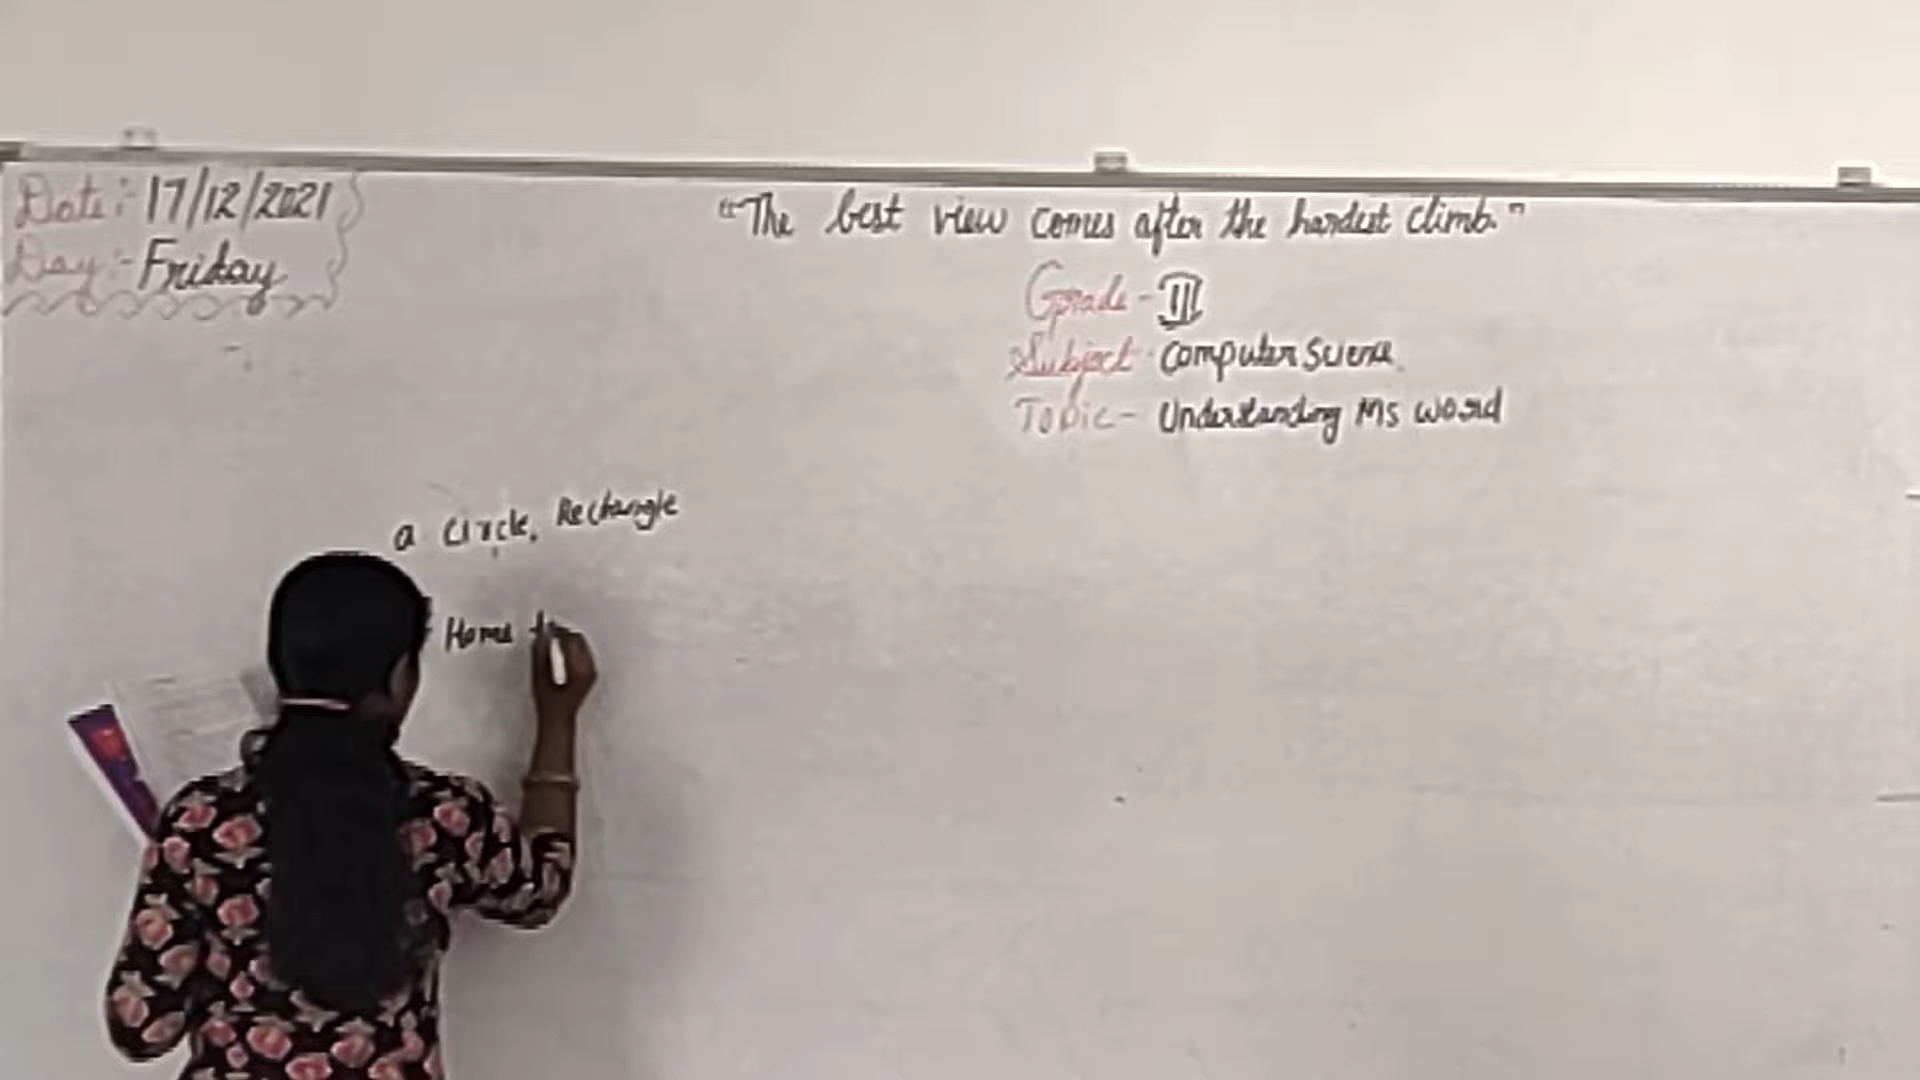 Date:- 17/12/2021
Day:- Friday
"The best view comes after the hardest climb."
Grade - III
Subject - Computer Science
Topic - Understanding Ms Word
a Circle, Rectangle
Home